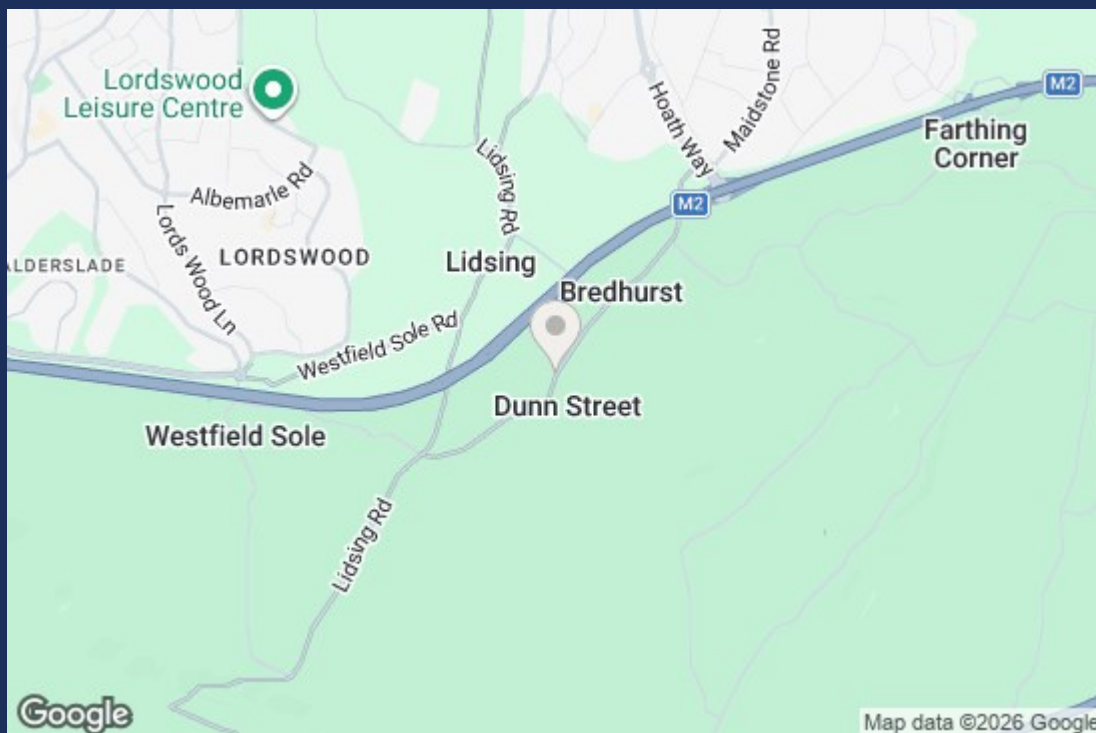 Lordswood
Leisure Centre
Albemarle Rd
Lords Wood Ln
LORDSWOOD
ALDERSLADE
Westfield Sole Rd
Westfield Sole
Lidsing Rd
Lidsing
Lidsing Rd
Hoath Way
Maidstone Rd
M2
M2
Farthing
Corner
Bredhurst
Dunn Street
Google
Map data ©2026 Google